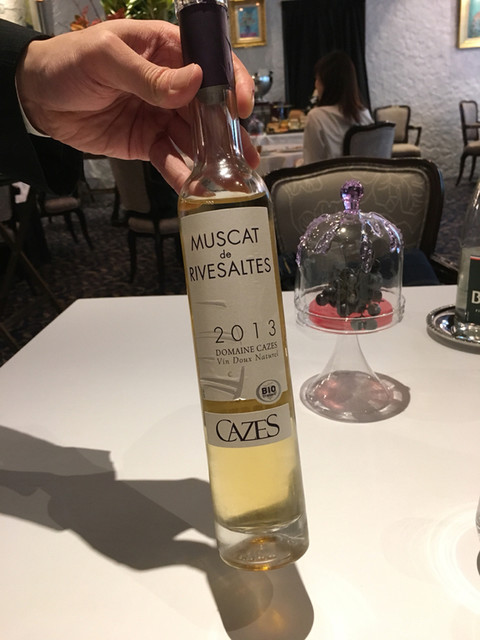 MUSCAT
de
RIVESALTES
2013
DOMAINE CAZES
Vin Doux Naturel
BIO
CAZES
B